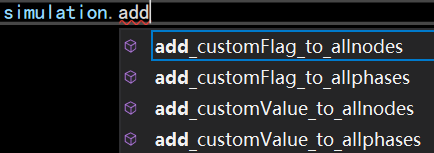 simulation.add
add_customFlag_to_allnodes
add_customFlag_to_allphases
add_customValue_to_allnodes
add_customValue_to_allphases